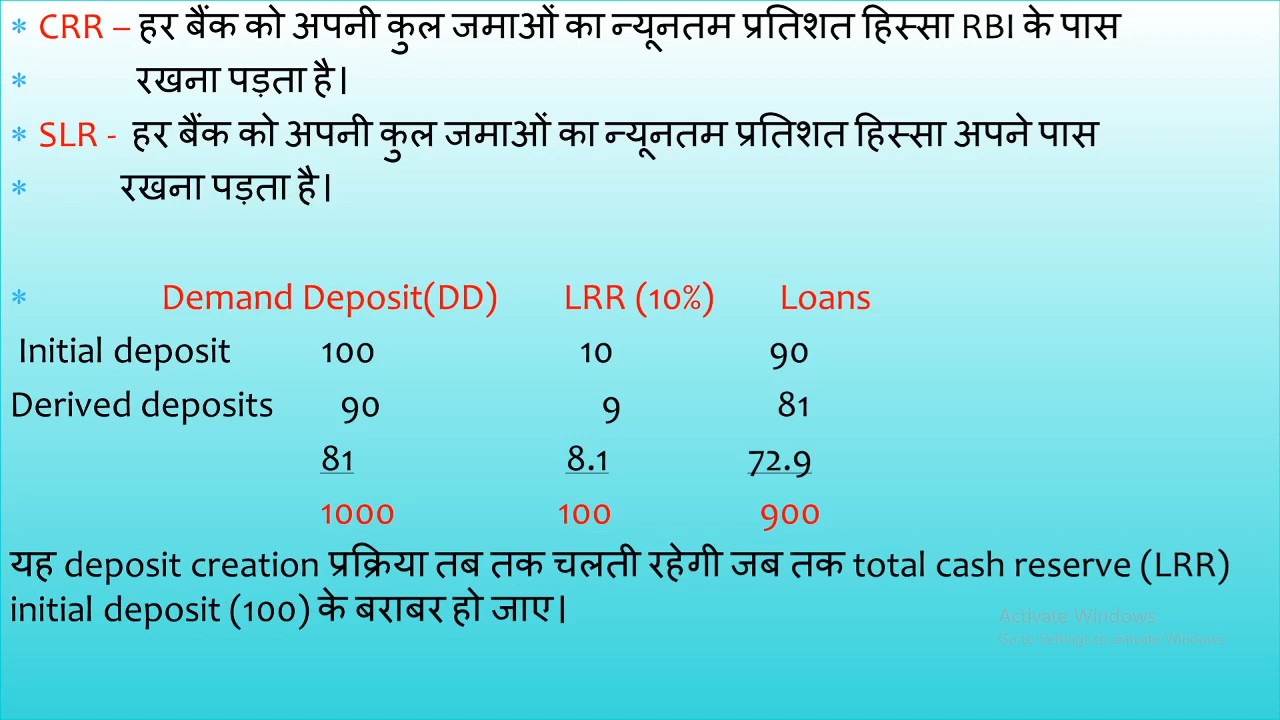 * CRR – हर बैंक को अपनी कुल जमाओं का न्यूनतम प्रतिशत हिस्सा RBI के पास
* रखना पड़ता है।
* SLR - हर बैंक को अपनी कुल जमाओं का न्यूनतम प्रतिशत हिस्सा अपने पास
* रखना पड़ता है।
* Demand Deposit(DD) LRR (10%) Loans
Initial deposit 100 10 90
Derived deposits 90 9 81
81 8.1 72.9
1000 100 900
यह deposit creation प्रक्रिया तब तक चलती रहेगी जब तक total cash reserve (LRR)
initial deposit (100) के बराबर हो जाए।
Activate Windows
Go to Settings to activate Windows.